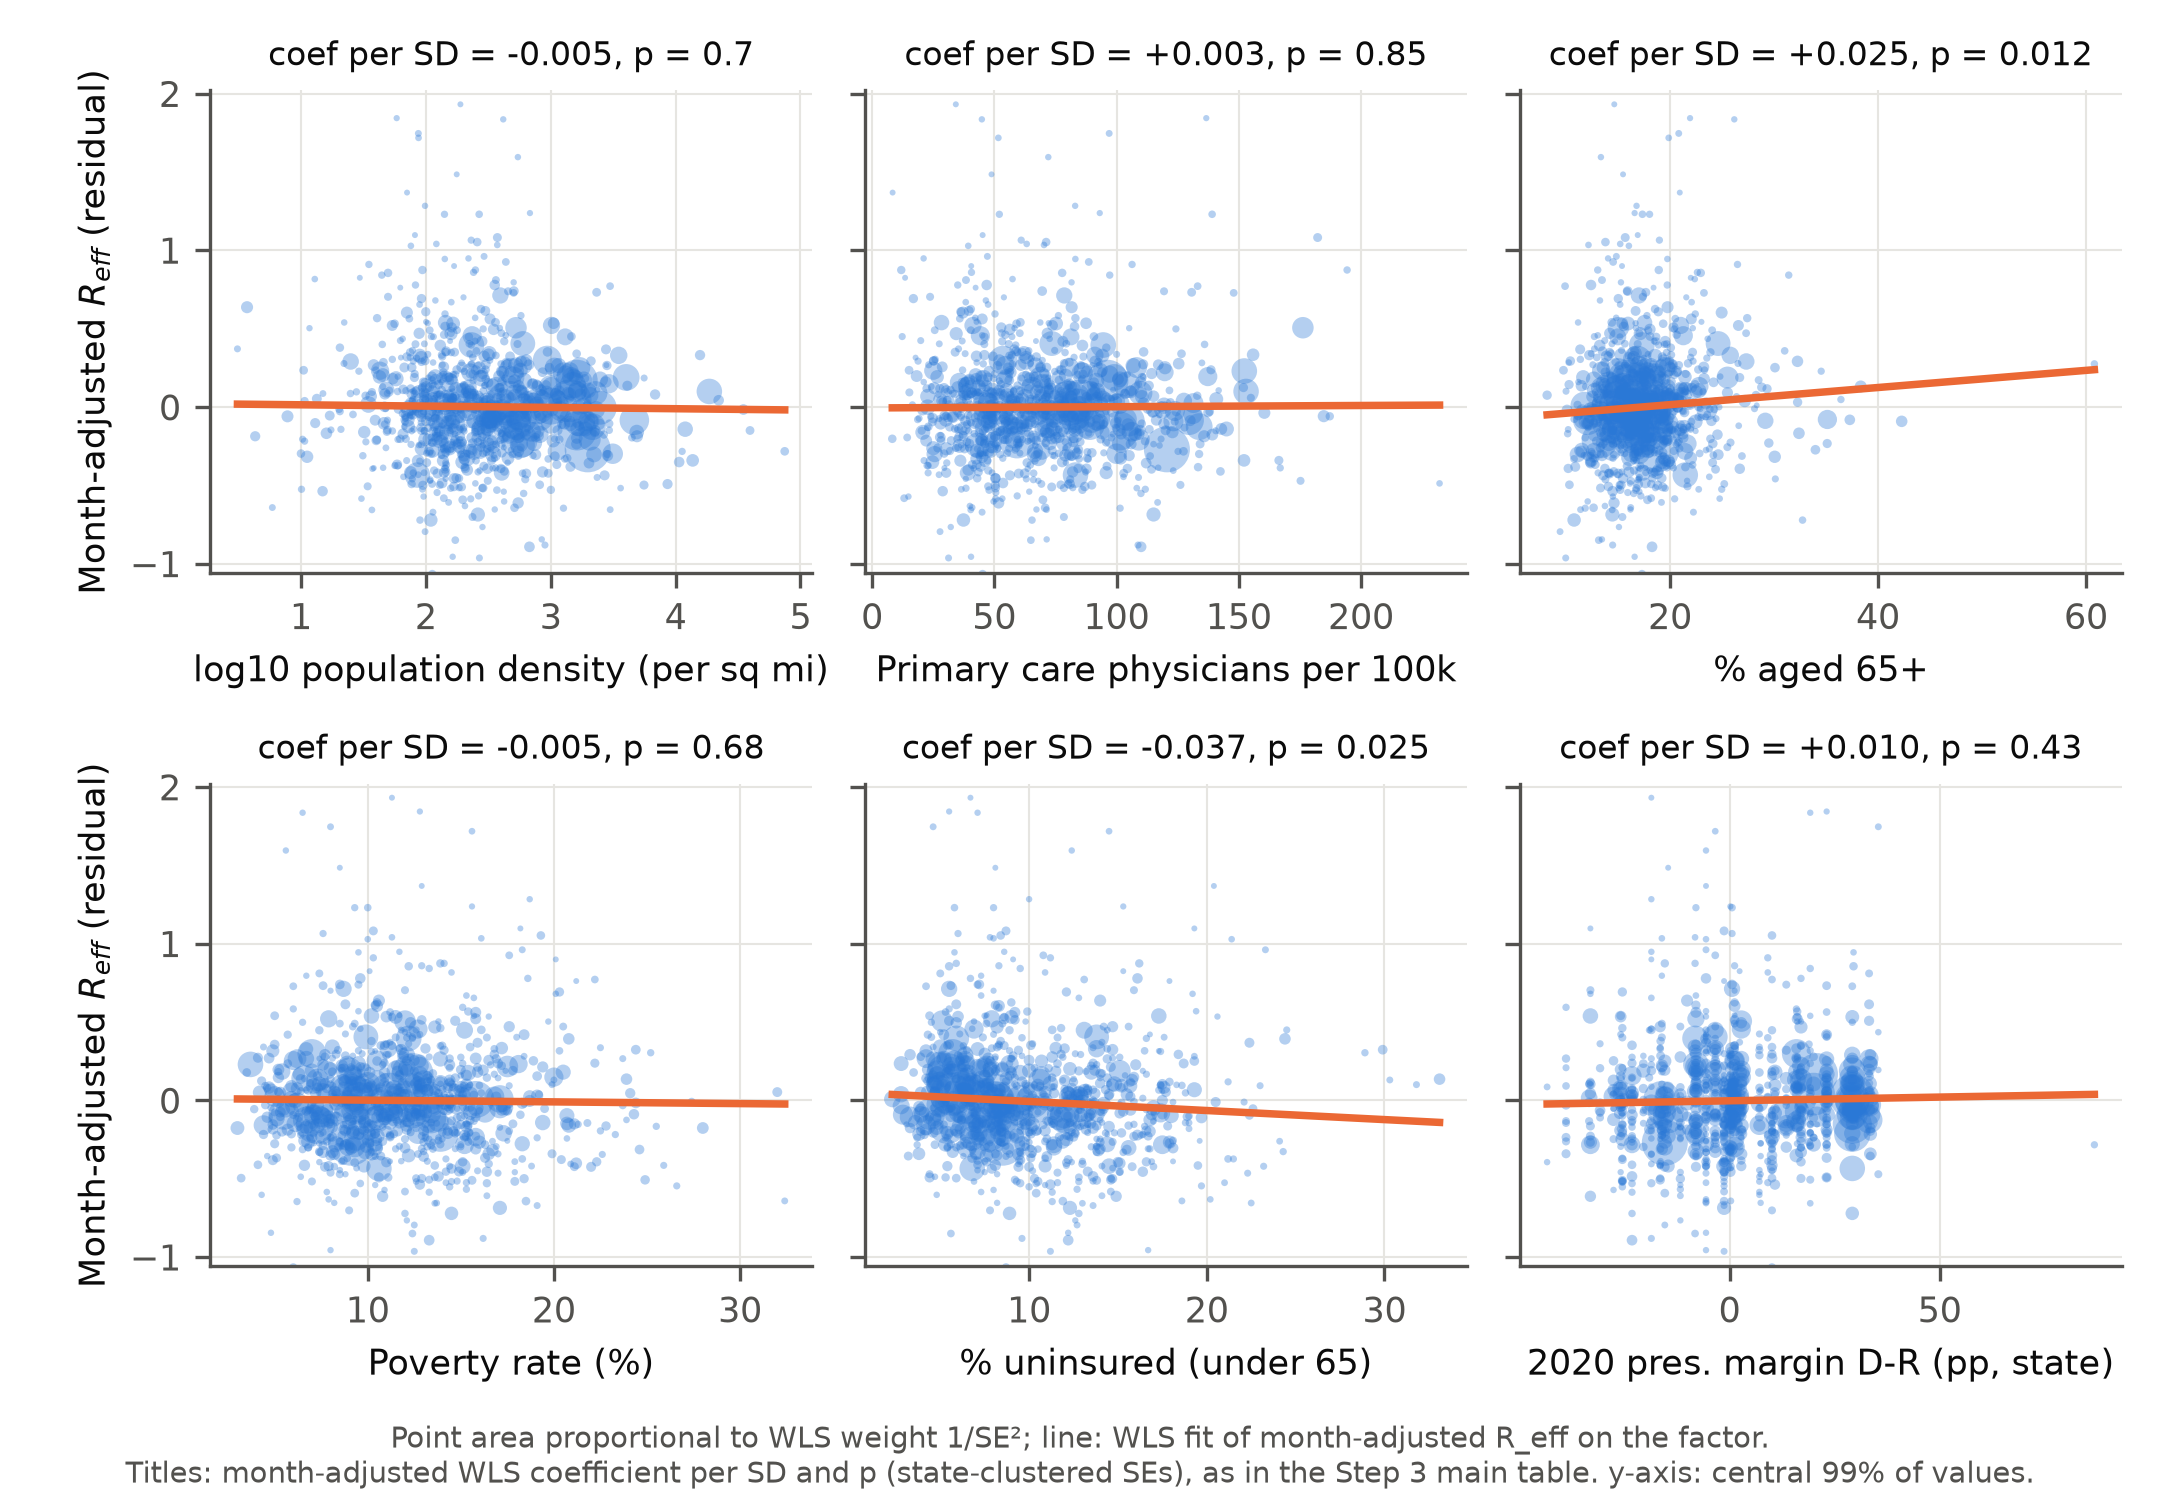 coef per SD = -0.005, p = 0.7
coef per SD = +0.003, p = 0.85
coef per SD = +0.025, p = 0.012
Month-adjusted R_eff (residual)
2
1
0
−1
1 2 3 4 5
0 50 100 150 200
20 40 60
log10 population density (per sq mi)
Primary care physicians per 100k
% aged 65+
coef per SD = -0.005, p = 0.68
coef per SD = -0.037, p = 0.025
coef per SD = +0.010, p = 0.43
Month-adjusted R_eff (residual)
2
1
0
−1
10 20 30
10 20 30
0 50
Poverty rate (%)
% uninsured (under 65)
2020 pres. margin D-R (pp, state)
Point area proportional to WLS weight 1/SE²; line: WLS fit of month-adjusted R_eff on the factor.
Titles: month-adjusted WLS coefficient per SD and p (state-clustered SEs), as in the Step 3 main table. y-axis: central 99% of values.